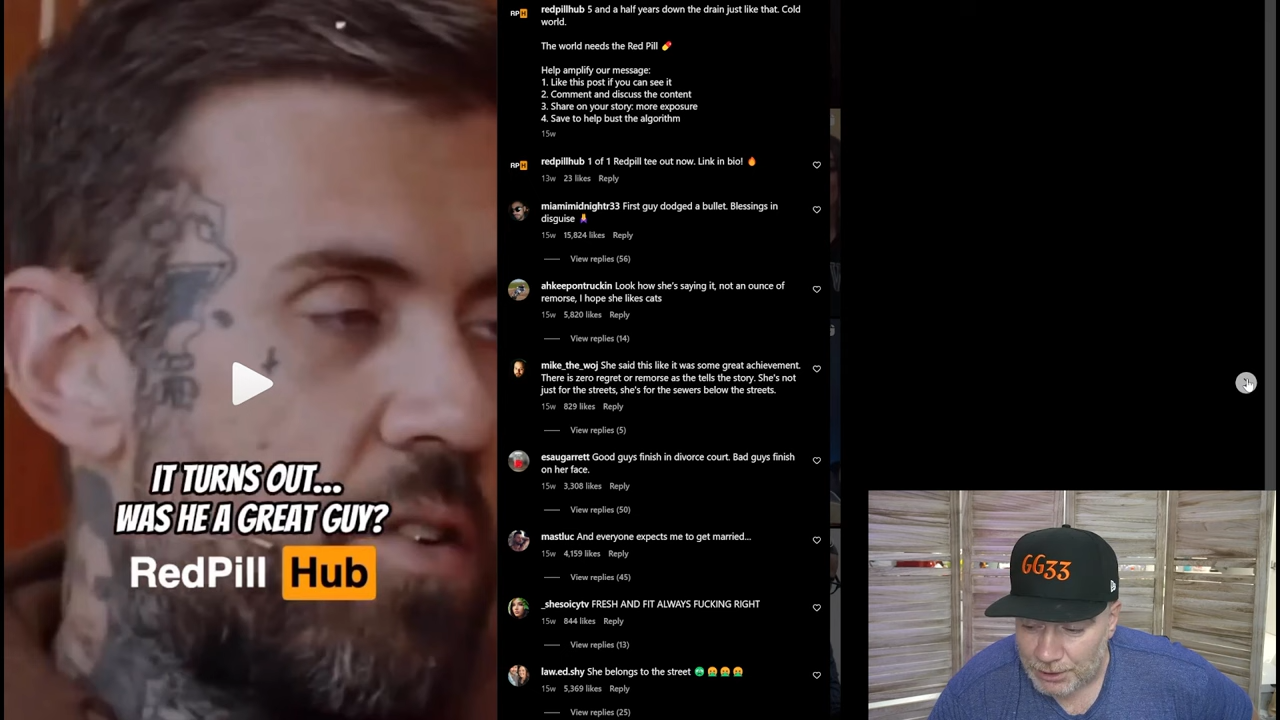 IT TURNS OUT...
WAS HE A GREAT GUY?
RedPill Hub
RPH
redpillhub 5 and a half years down the drain just like that. Cold
world.
The world needs the Red Pill 💊
Help amplify our message:
1. Like this post if you can see it
2. Comment and discuss the content
3. Share on your story: more exposure
4. Save to help bust the algorithm
15w
RPH
redpillhub 1 of 1 Redpill tee out now. Link in bio! 🔥
13w 23 likes Reply
miamimidnightr33 First guy dodged a bullet. Blessings in
disguise
15w 15,824 likes Reply
View replies (56)
ahkeepontruckin Look how she's saying it, not an ounce of
remorse, I hope she likes cats
15w 5,820 likes Reply
View replies (14)
mike_the_woj She said this like it was some great achievement.
There is zero regret or remorse as the tells the story. She's not
just for the streets, she's for the sewers below the streets.
15w 829 likes Reply
View replies (5)
esaugarrett Good guys finish in divorce court. Bad guys finish
on her face.
15w 3,308 likes Reply
View replies (50)
mastluc And everyone expects me to get married...
15w 4,159 likes Reply
View replies (45)
_shesoicytv FRESH AND FIT ALWAYS FUCKING RIGHT
15w 844 likes Reply
View replies (13)
law.ed.shy She belongs to the street 🤮🤮🤮🤮
15w 5,369 likes Reply
View replies (25)
GG33